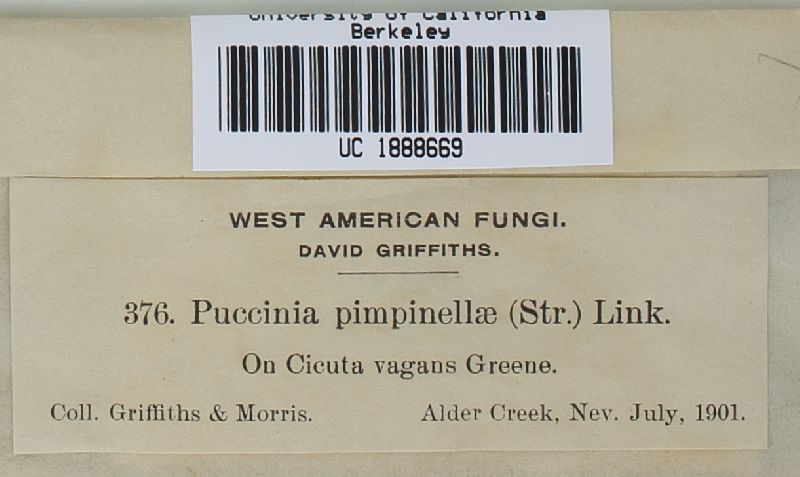 University of California
Berkeley
UC 1888669
WEST AMERICAN FUNGI.
DAVID GRIFFITHS.
376. Puccinia pimpinellæ (Str.) Link.
On Cicuta vagans Greene.
Coll. Griffiths & Morris. Alder Creek, Nev. July, 1901.